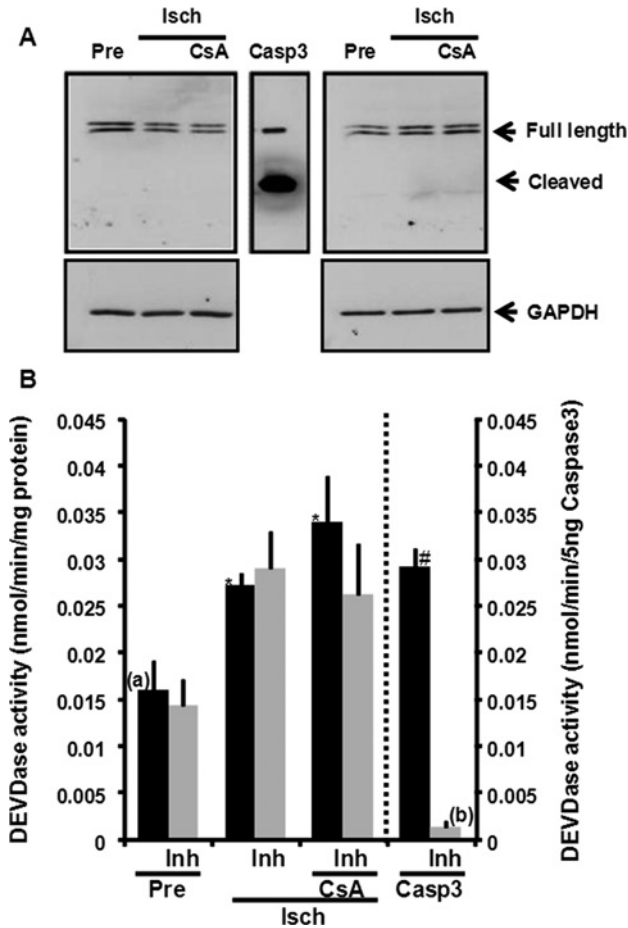 A
Isch
Isch
Pre
CsA
Casp3
Pre
CsA
Full length
Cleaved
GAPDH
B
DEVDase activity (nmol/min/mg protein)
0.045
0.04
0.035
0.03
0.025
0.02
0.015
0.01
0.005
0
(a)
*
*
#
(b)
0.045
0.04
0.035
0.03
0.025
0.02
0.015
0.01
0.005
0
DEVDase activity (nmol/min/5ng Caspase3)
Inh Inh Inh Inh
Pre CsA Casp3
Isch